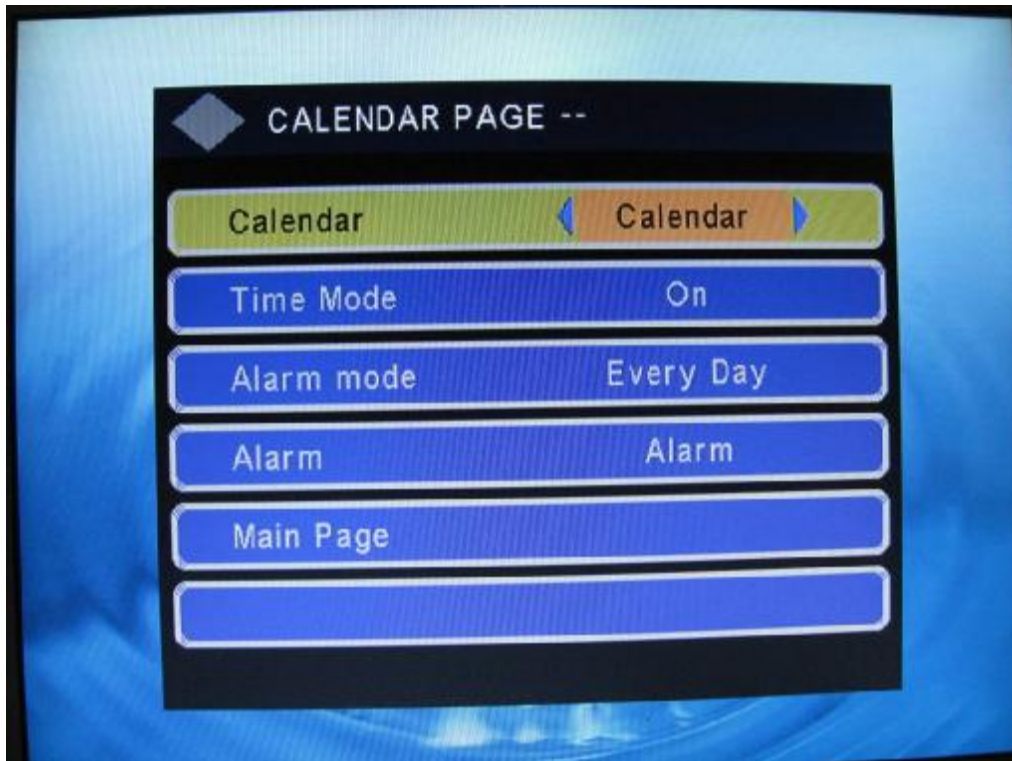 CALENDAR PAGE --
Calendar Calendar
Time Mode On
Alarm mode Every Day
Alarm Alarm
Main Page